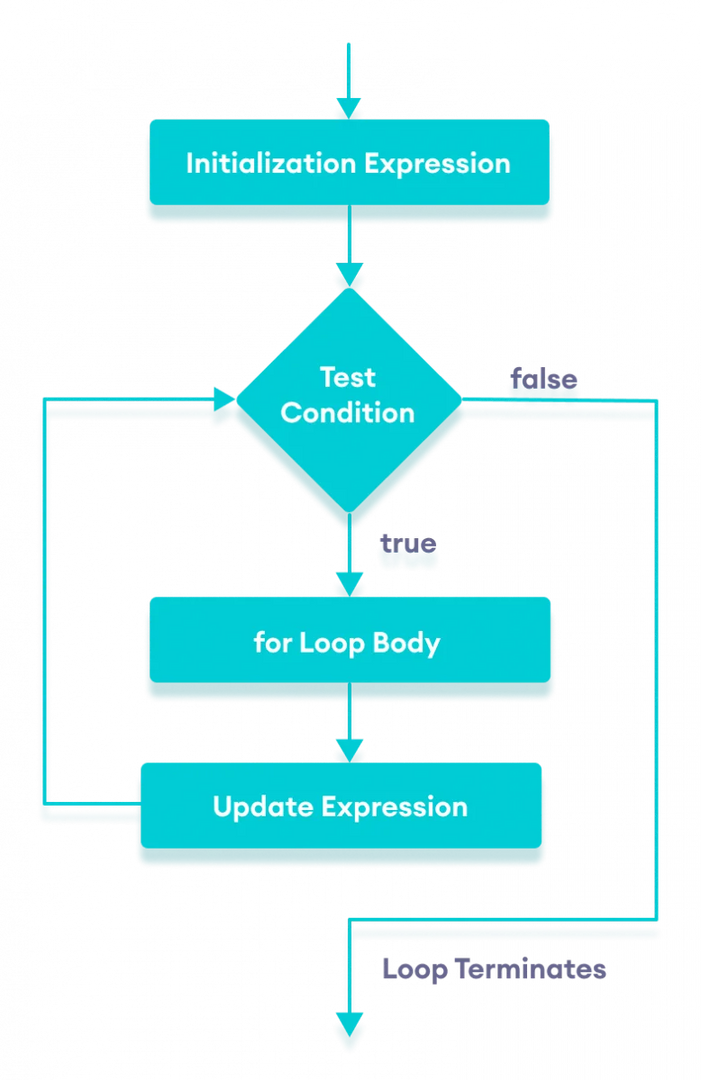 Initialization Expression
Test
Condition
false
true
for Loop Body
Update Expression
Loop Terminates